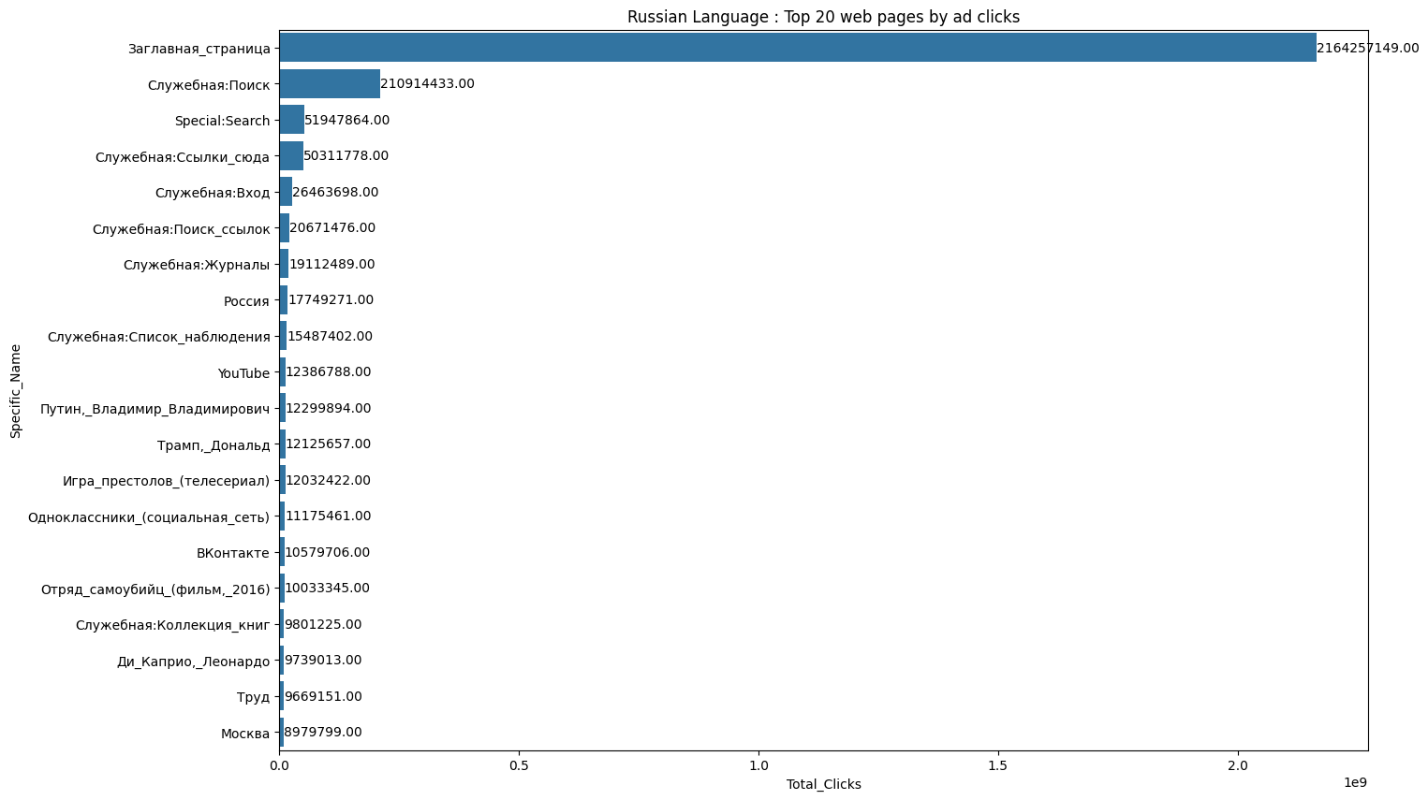 Russian Language : Top 20 web pages by ad clicks
Заглавная_страница 2164257149.00
Служебная:Поиск 210914433.00
Special:Search 51947864.00
Служебная:Ссылки_сюда 50311778.00
Служебная:Вход 26463698.00
Служебная:Поиск_ссылок 20671476.00
Служебная:Журналы 19112489.00
Россия 17749271.00
Служебная:Список_наблюдения 15487402.00
YouTube 12386788.00
Путин,_Владимир_Владимирович 12299894.00
Трамп,_Дональд 12125657.00
Игра_престолов_(телесериал) 12032422.00
Одноклассники_(социальная_сеть) 11175461.00
ВКонтакте 10579706.00
Отряд_самоубийц_(фильм,_2016) 10033345.00
Служебная:Коллекция_книг 9801225.00
Ди_Каприо,_Леонардо 9739013.00
Труд 9669151.00
Москва 8979799.00
Specific_Name
0.0 0.5 1.0 1.5 2.0
Total_Clicks
1e9